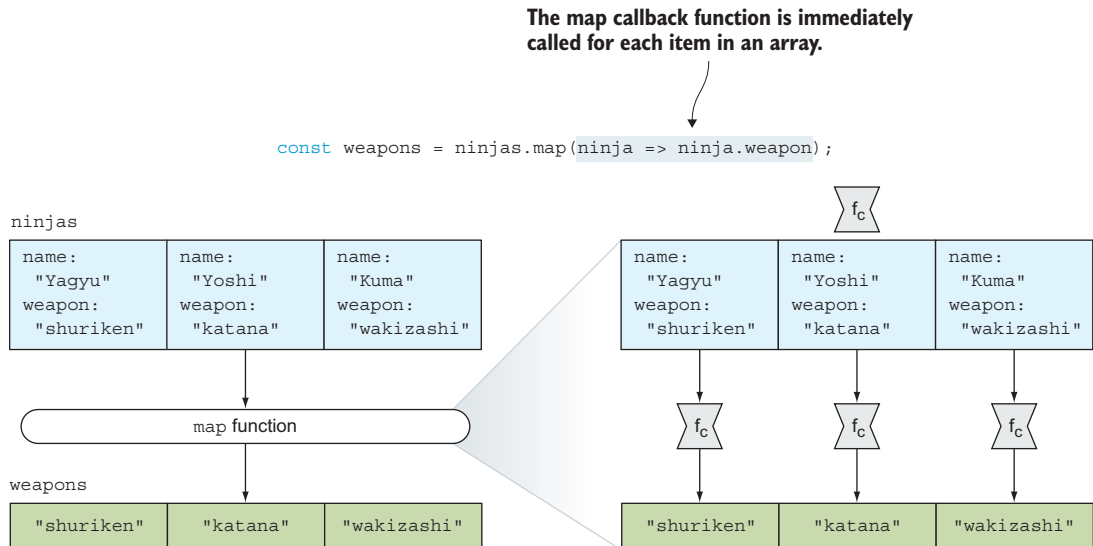 The map callback function is immediately
called for each item in an array.
const weapons = ninjas.map(ninja => ninja.weapon);
ninjas
name:
"Yagyu"
weapon:
"shuriken"
name:
"Yoshi"
weapon:
"katana"
name:
"Kuma"
weapon:
"wakizashi"
map function
weapons
"shuriken"
"katana"
"wakizashi"
fc
name:
"Yagyu"
weapon:
"shuriken"
name:
"Yoshi"
weapon:
"katana"
name:
"Kuma"
weapon:
"wakizashi"
fc
fc
fc
"shuriken"
"katana"
"wakizashi"